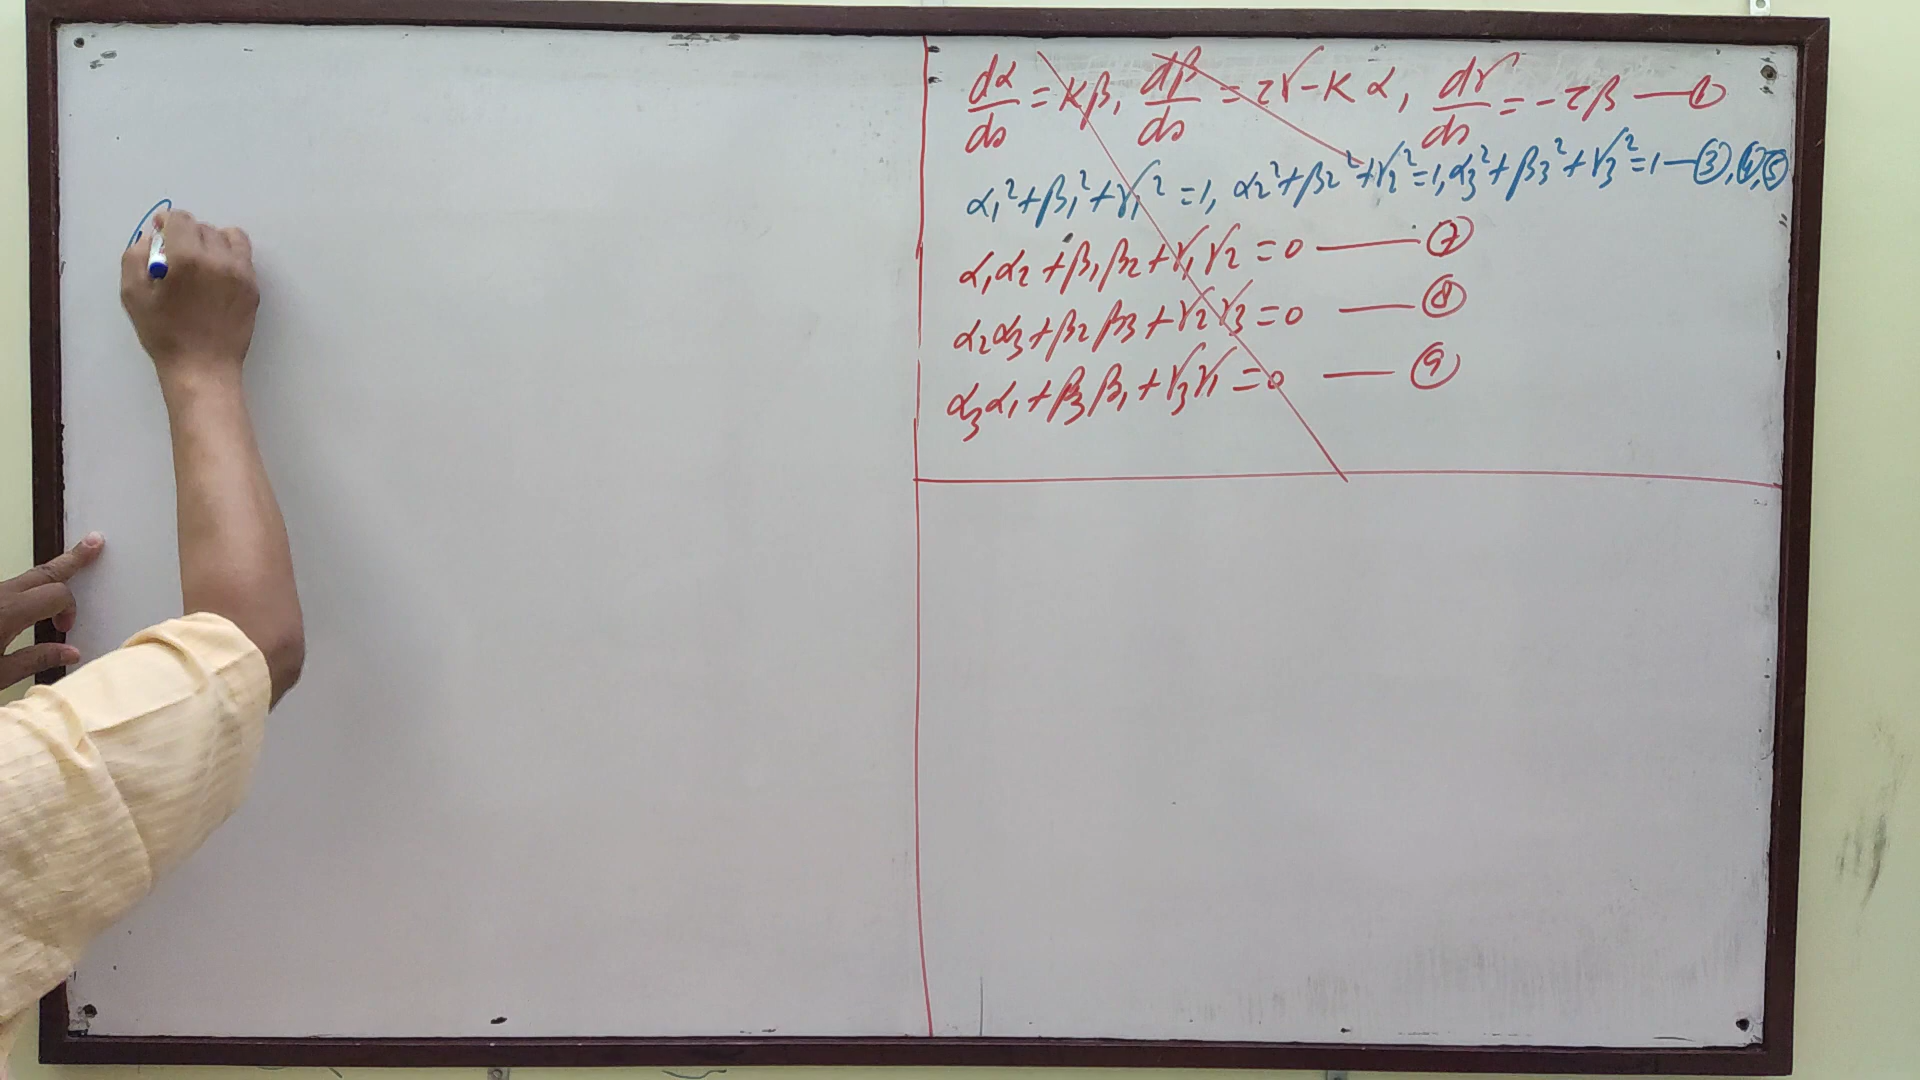 dα/ds = κβ, dβ/ds = τγ - κα, dγ/ds = -τβ — ①
α₁² + β₁² + γ₁² = 1, α₂² + β₂² + γ₂² = 1, α₃² + β₃² + γ₃² = 1 — ③, ④, ⑤
α₁α₂ + β₁β₂ + γ₁γ₂ = 0 — ⑦
α₂α₃ + β₂β₃ + γ₂γ₃ = 0 — ⑧
α₃α₁ + β₃β₁ + γ₃γ₁ = 0 — ⑨